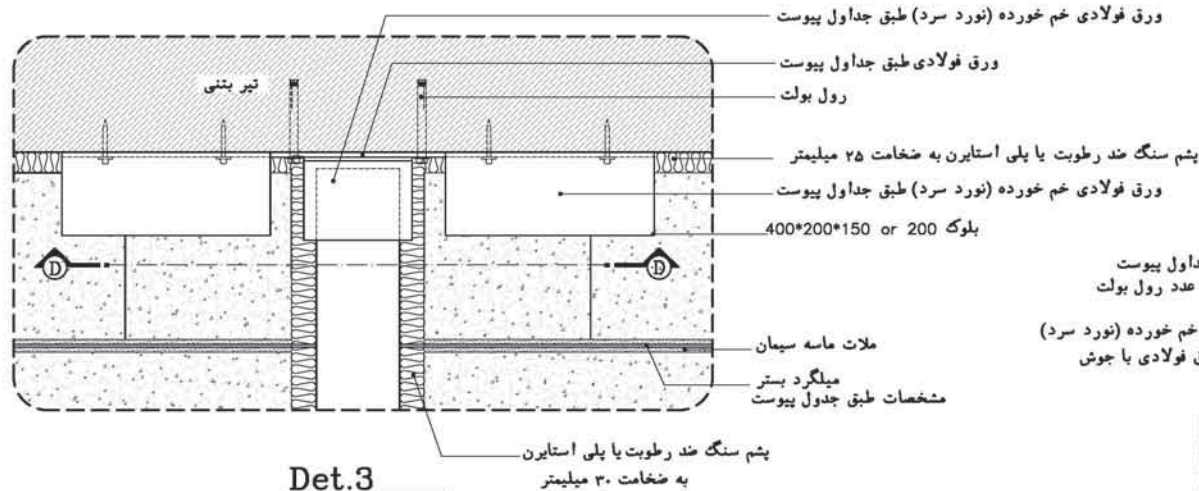 ورق فولادی خم خورده (نورد سرد) طبق جداول پیوست
ورق فولادی طبق جداول پیوست
تیر بتنی
رول بولت
پشم سنگ ضد رطوبت یا پلی استایرن به ضخامت ۲۵ میلیمتر
ورق فولادی خم خورده (نورد سرد) طبق جداول پیوست
بلوک 200 or 150*200*400
D
D
جداول پیوست
عدد رول بولت
خم خورده (نورد سرد)
فولادی با جوش
ملات ماسه سیمان
میلگرد بستر
مشخصات طبق جدول پیوست
پشم سنگ ضد رطوبت یا پلی استایرن
به ضخامت ۳۰ میلیمتر
Det.3